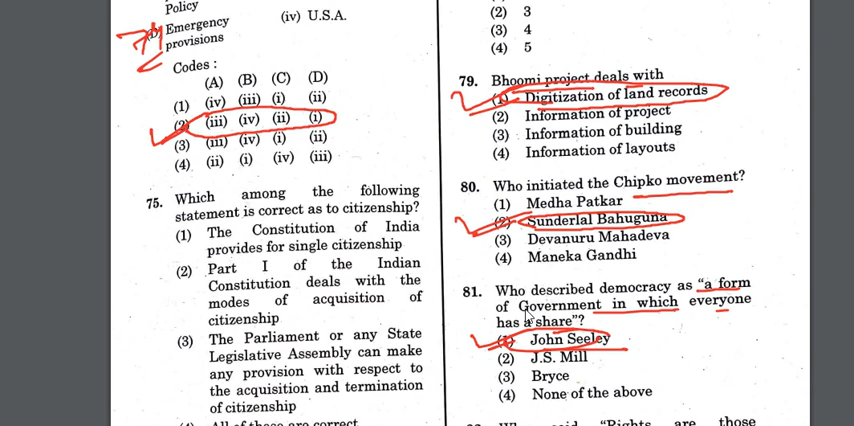 Policy
(iv) U.S.A.
(D) Emergency
provisions
Codes :
(A) (B) (C) (D)
(1) (iv) (iii) (i) (ii)
(2) (iii) (iv) (ii) (i)
(3) (iii) (iv) (i) (ii)
(4) (ii) (i) (iv) (iii)
75. Which among the following
statement is correct as to citizenship?
(1) The Constitution of India
provides for single citizenship
(2) Part I of the Indian
Constitution deals with the
modes of acquisition of
citizenship
(3) The Parliament or any State
Legislative Assembly can make
any provision with respect to
the acquisition and termination
of citizenship
(2) 3
(3) 4
(4) 5
79. Bhoomi project deals with
(1) Digitization of land records
(2) Information of project
(3) Information of building
(4) Information of layouts
80. Who initiated the Chipko movement?
(1) Medha Patkar
(2) Sunderlal Bahuguna
(3) Devanuru Mahadeva
(4) Maneka Gandhi
81. Who described democracy as "a form
of Government in which everyone
has a share"?
(1) John Seeley
(2) J.S. Mill
(3) Bryce
(4) None of the above
"Rights are those